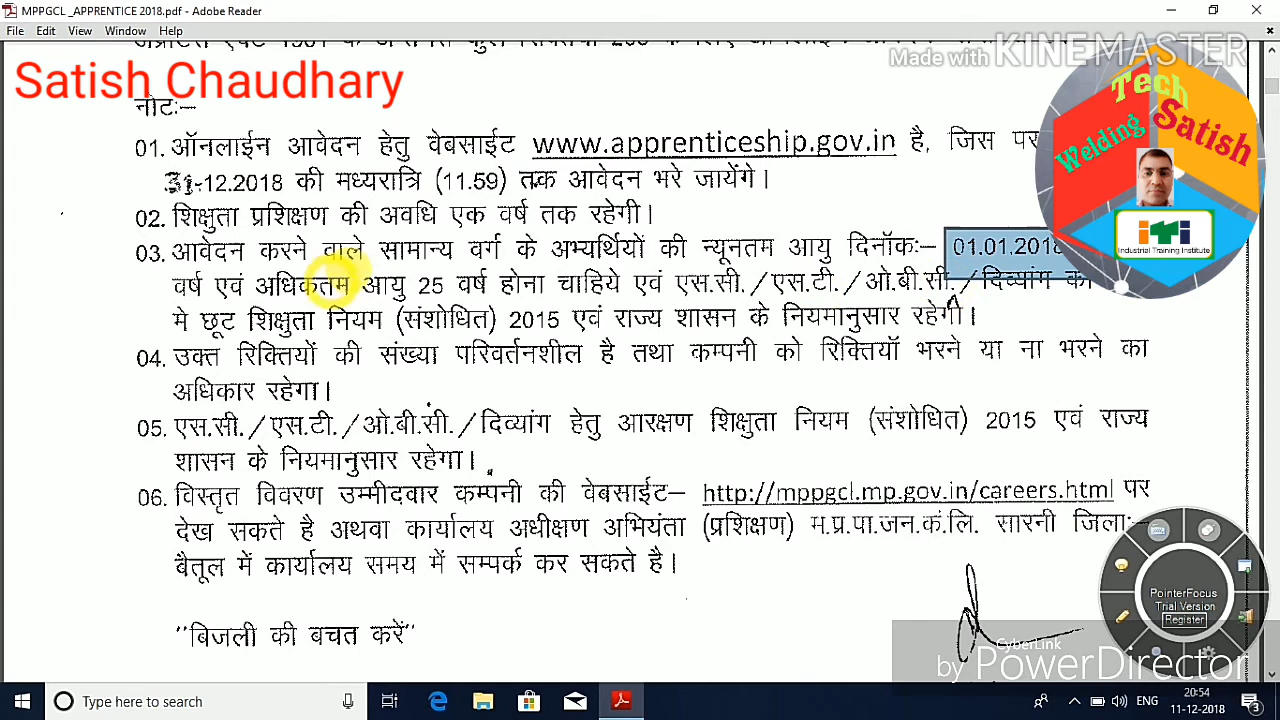 MPPGCL _APPRENTICE 2018.pdf - Adobe Reader
File Edit View Window Help
Made with KINEMASTER
Satish Chaudhary
Tech
Welding
Satish
iti
Industrial Training Institute
नोटः—
01. ऑनलाईन आवेदन हेतु वेबसाईट www.apprenticeship.gov.in है, जिस पर
31-12.2018 की मध्यरात्रि (11.59) तक आवेदन भरे जायेंगे।
02. शिक्षुता प्रशिक्षण की अवधि एक वर्ष तक रहेगी।
03. आवेदन करने वाले सामान्य वर्ग के अभ्यर्थियों की न्यूनतम आयु दिनॉकः— 01.01.2018
वर्ष एवं अधिकतम आयु 25 वर्ष होना चाहिये एवं एस.सी./एस.टी./ओ.बी.सी./दिव्यांग
मे छूट शिक्षुता नियम (संशोधित) 2015 एवं राज्य शासन के नियमानुसार रहेगी।
04. उक्त रिक्तियों की संख्या परिवर्तनशील है तथा कम्पनी को रिक्तियॉ भरने या ना भरने का
अधिकार रहेगा।
05. एस.सी./एस.टी./ओ.बी.सी./दिव्यांग हेतु आरक्षण शिक्षुता नियम (संशोधित) 2015 एवं राज्य
शासन के नियमानुसार रहेगा।
06. विस्तृत विवरण उम्मीदवार कम्पनी की वेबसाईट— http://mppgcl.mp.gov.in/careers.html पर
देख सकते है अथवा कार्यालय अधीक्षण अभियंता (प्रशिक्षण) म.प्र.पा.जन.कं.लि. सारनी जिलाः—
बैतूल में कार्यालय समय में सम्पर्क कर सकते है।
''बिजली की बचत करें''
PointerFocus
Trial Version
Register
CyberLink
by PowerDirector
Type here to search
ENG
20:54
11-12-2018
3